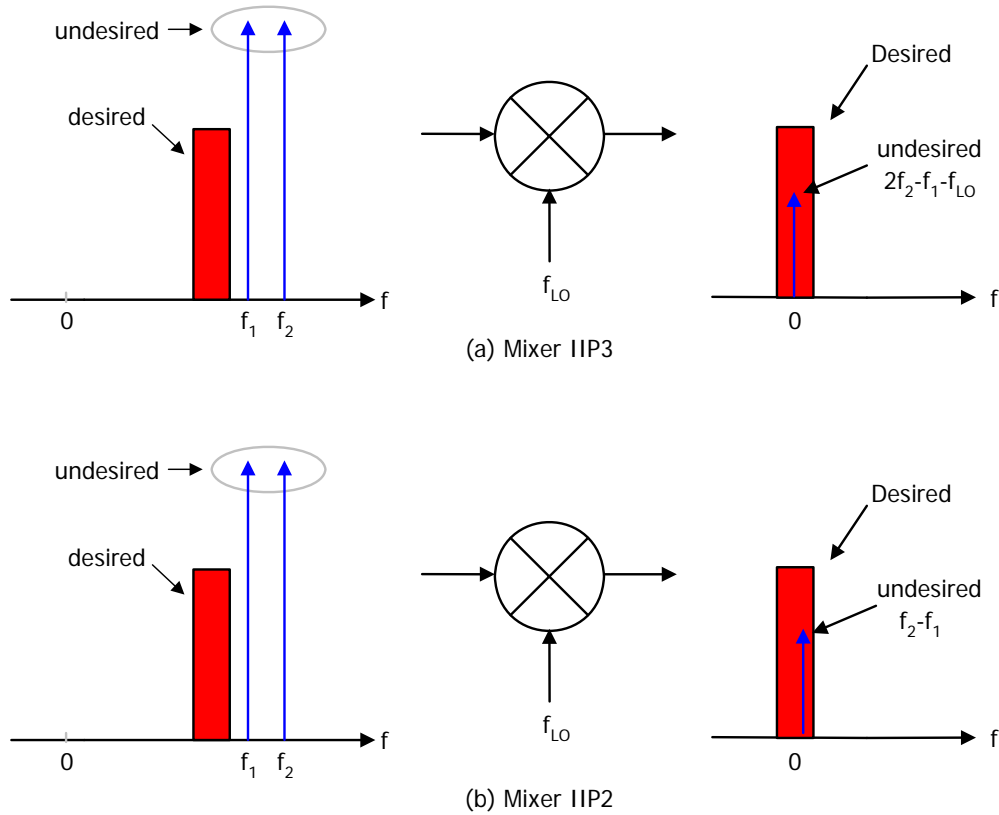 undesired
desired
0
f1
f2
f
fLO
Desired
undesired
2f2-f1-fLO
0
f
(a) Mixer IIP3
undesired
desired
0
f1
f2
f
fLO
Desired
undesired
f2-f1
0
f
(b) Mixer IIP2